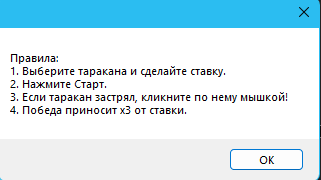 Правила:
1. Выберите таракана и сделайте ставку.
2. Нажмите Старт.
3. Если таракан застрял, кликните по нему мышкой!
4. Победа приносит x3 от ставки.
ОК